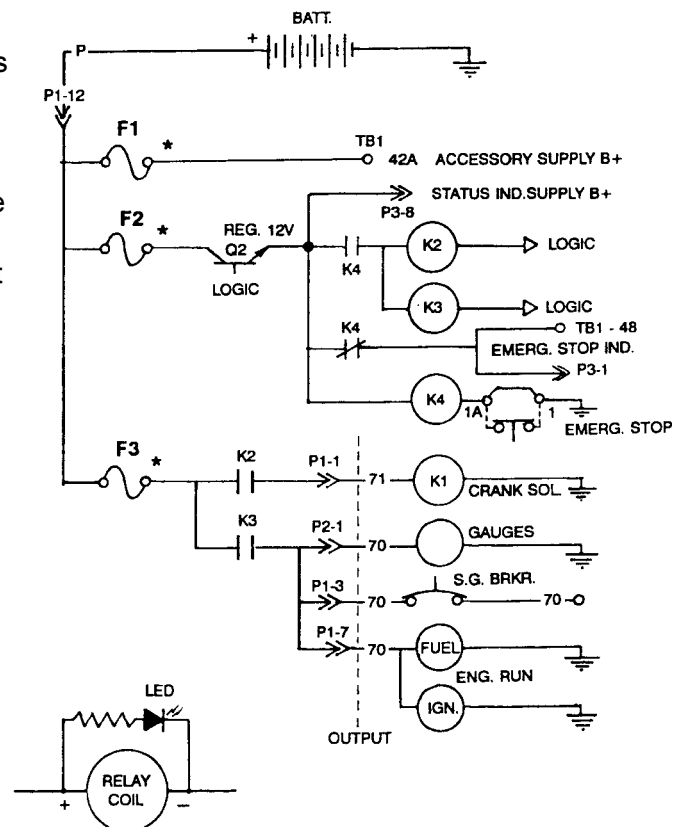 BATT.
+
P
s
P1-12
F1
*
TB1
42A ACCESSORY SUPPLY B+
e
STATUS IND.SUPPLY B+
P3-8
F2
*
REG. 12V
Q2
LOGIC
K4
K2
LOGIC
K3
LOGIC
K4
TB1 - 48
EMERG. STOP IND.
P3-1
K4
1A
1
EMERG. STOP
F3
*
K2
P1-1
71
K1
CRANK SOL.
K3
P2-1
70
GAUGES
P1-3
70
S.G. BRKR.
70
P1-7
70
FUEL
ENG. RUN
IGN.
OUTPUT
LED
RELAY
COIL
+
−